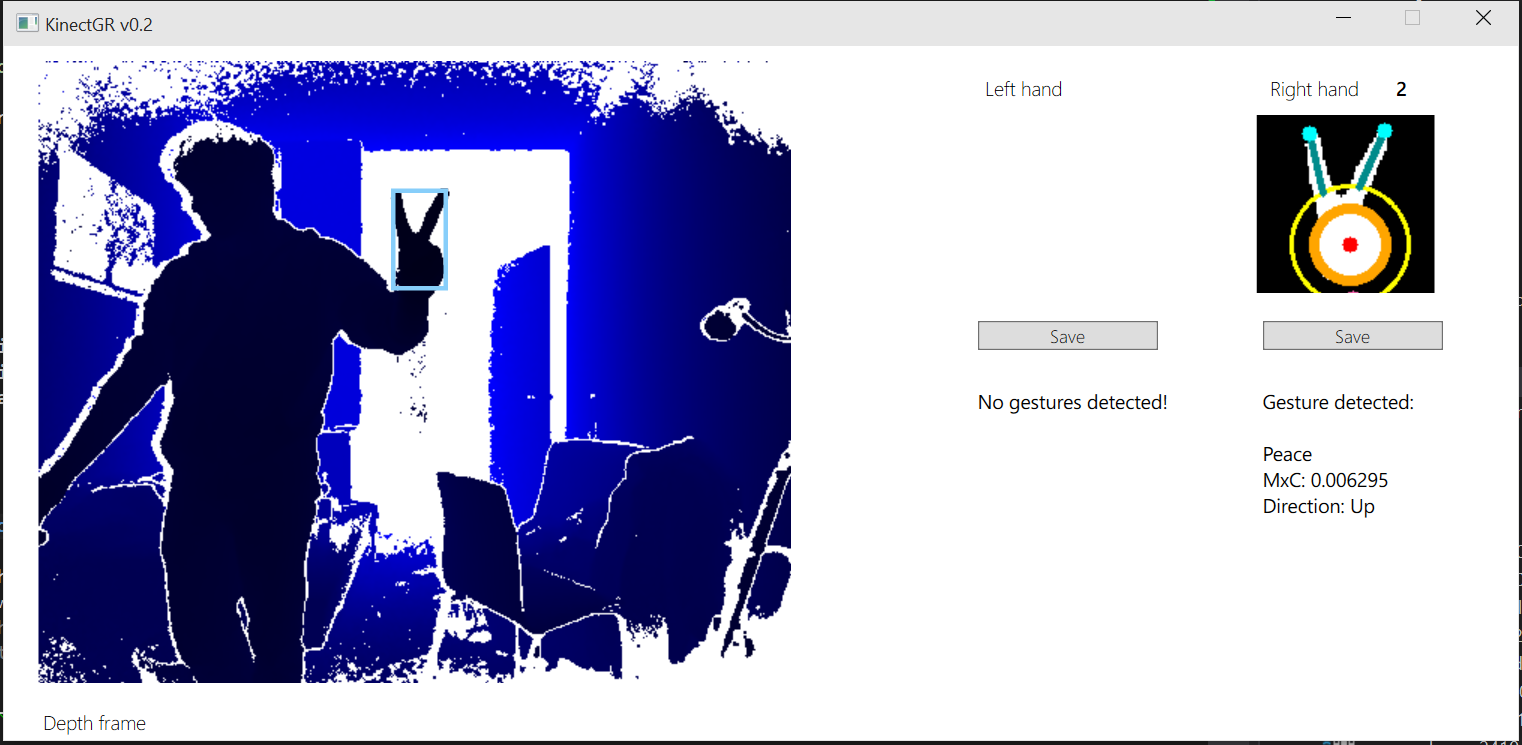 KinectGR v0.2
Left hand
Right hand 2
Save
Save
No gestures detected!
Gesture detected:
Peace
MxC: 0.006295
Direction: Up
Depth frame